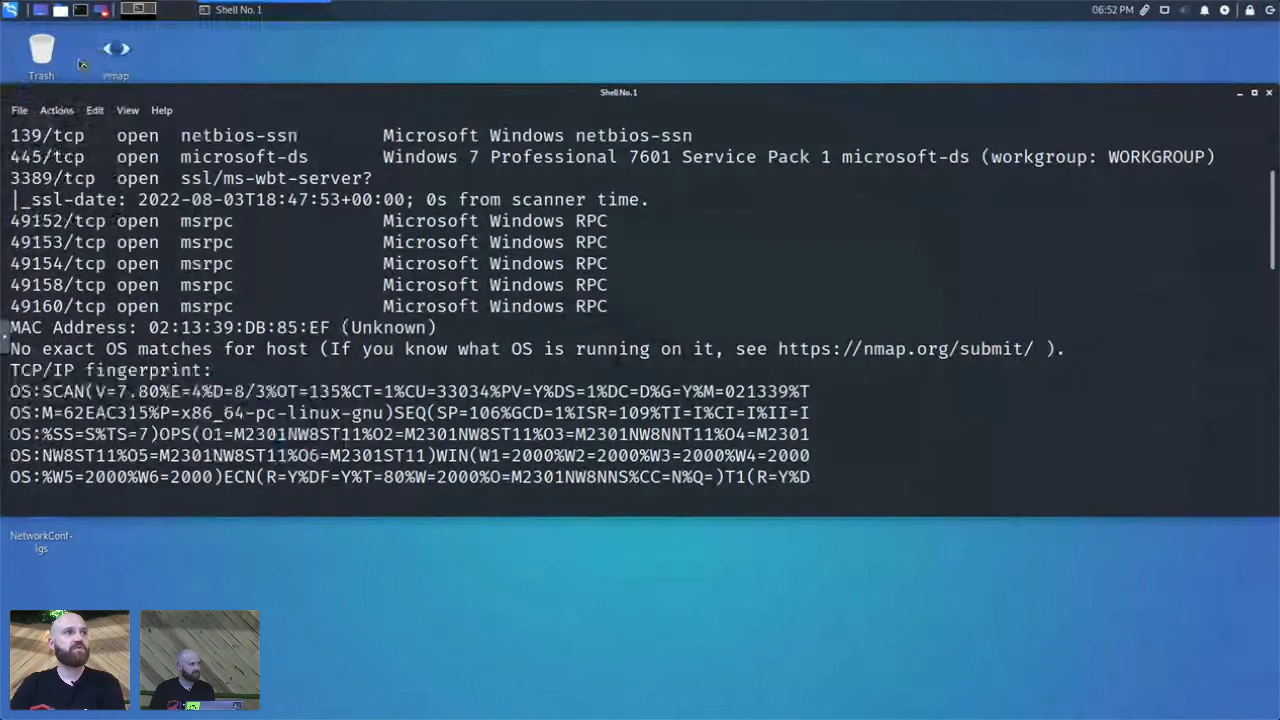 Shell No. 1
06:52 PM
Trash
nmap
Shell No. 1
File Actions Edit View Help
139/tcp open netbios-ssn Microsoft Windows netbios-ssn
445/tcp open microsoft-ds Windows 7 Professional 7601 Service Pack 1 microsoft-ds (workgroup: WORKGROUP)
3389/tcp open ssl/ms-wbt-server?
|_ssl-date: 2022-08-03T18:47:53+00:00; 0s from scanner time.
49152/tcp open msrpc Microsoft Windows RPC
49153/tcp open msrpc Microsoft Windows RPC
49154/tcp open msrpc Microsoft Windows RPC
49158/tcp open msrpc Microsoft Windows RPC
49160/tcp open msrpc Microsoft Windows RPC
MAC Address: 02:13:39:DB:85:EF (Unknown)
No exact OS matches for host (If you know what OS is running on it, see https://nmap.org/submit/ ).
TCP/IP fingerprint:
OS:SCAN(V=7.80%E=4%D=8/3%OT=135%CT=1%CU=33034%PV=Y%DS=1%DC=D%G=Y%M=021339%T
OS:M=62EAC315%P=x86_64-pc-linux-gnu)SEQ(SP=106%GCD=1%ISR=109%TI=I%CI=I%II=I
OS:%SS=S%TS=7)OPS(O1=M2301NW8ST11%O2=M2301NW8ST11%O3=M2301NW8NNT11%O4=M2301
OS:NW8ST11%O5=M2301NW8ST11%O6=M2301ST11)WIN(W1=2000%W2=2000%W3=2000%W4=2000
OS:%W5=2000%W6=2000)ECN(R=Y%DF=Y%T=80%W=2000%O=M2301NW8NNS%CC=N%Q=)T1(R=Y%D
NetworkConf-
igs